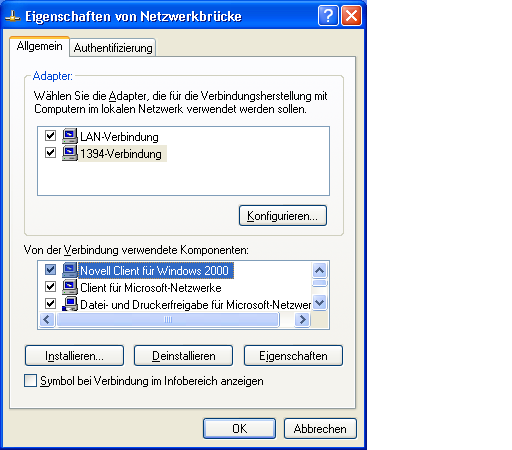 Eigenschaften von Netzwerkbrücke
Allgemein
Authentifizierung
Adapter:
Wählen Sie die Adapter, die für die Verbindungsherstellung mit
Computern im lokalen Netzwerk verwendet werden sollen.
LAN-Verbindung
1394-Verbindung
Konfigurieren...
Von der Verbindung verwendete Komponenten:
Novell Client für Windows 2000
Client für Microsoft-Netzwerke
Datei- und Druckerfreigabe für Microsoft-Netzwer
Installieren...
Deinstallieren
Eigenschaften
Symbol bei Verbindung im Infobereich anzeigen
OK
Abbrechen